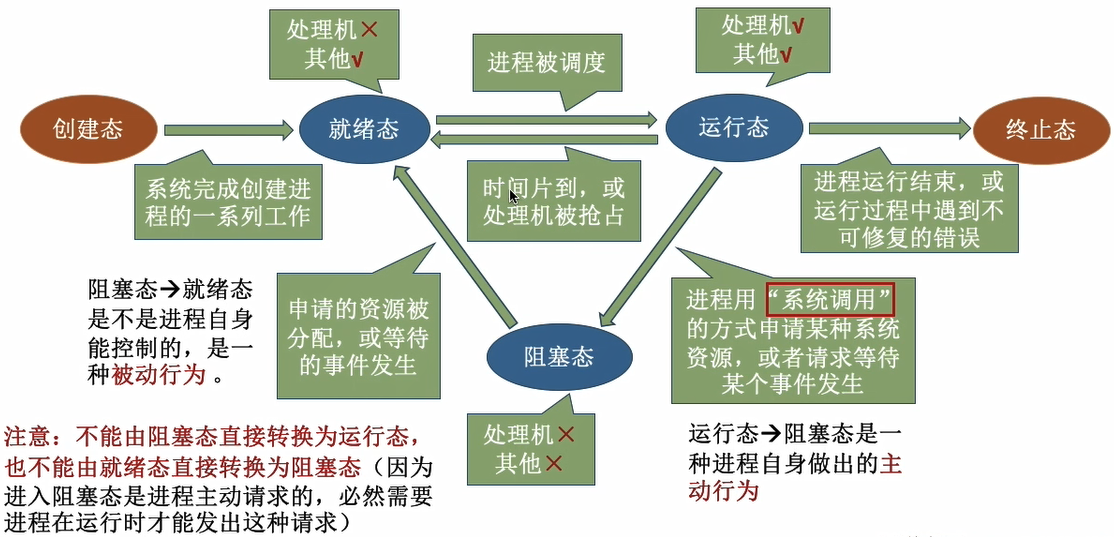 处理机×
其他√
进程被调度
处理机√
其他√
创建态
就绪态
运行态
终止态
系统完成创建进
程的一系列工作
时间片到，或
处理机被抢占
进程运行结束，或
运行过程中遇到不
可修复的错误
阻塞态→就绪态
是不是进程自身
能控制的，是一
种被动行为。
申请的资源被
分配，或等待
的事件发生
进程用“系统调用”
的方式申请某种系统
资源，或者请求等待
某个事件发生
阻塞态
处理机×
其他×
运行态→阻塞态是一
种进程自身做出的主
动行为
注意：不能由阻塞态直接转换为运行态，
也不能由就绪态直接转换为阻塞态（因为
进入阻塞态是进程主动请求的，必然需要
进程在运行时才能发出这种请求）